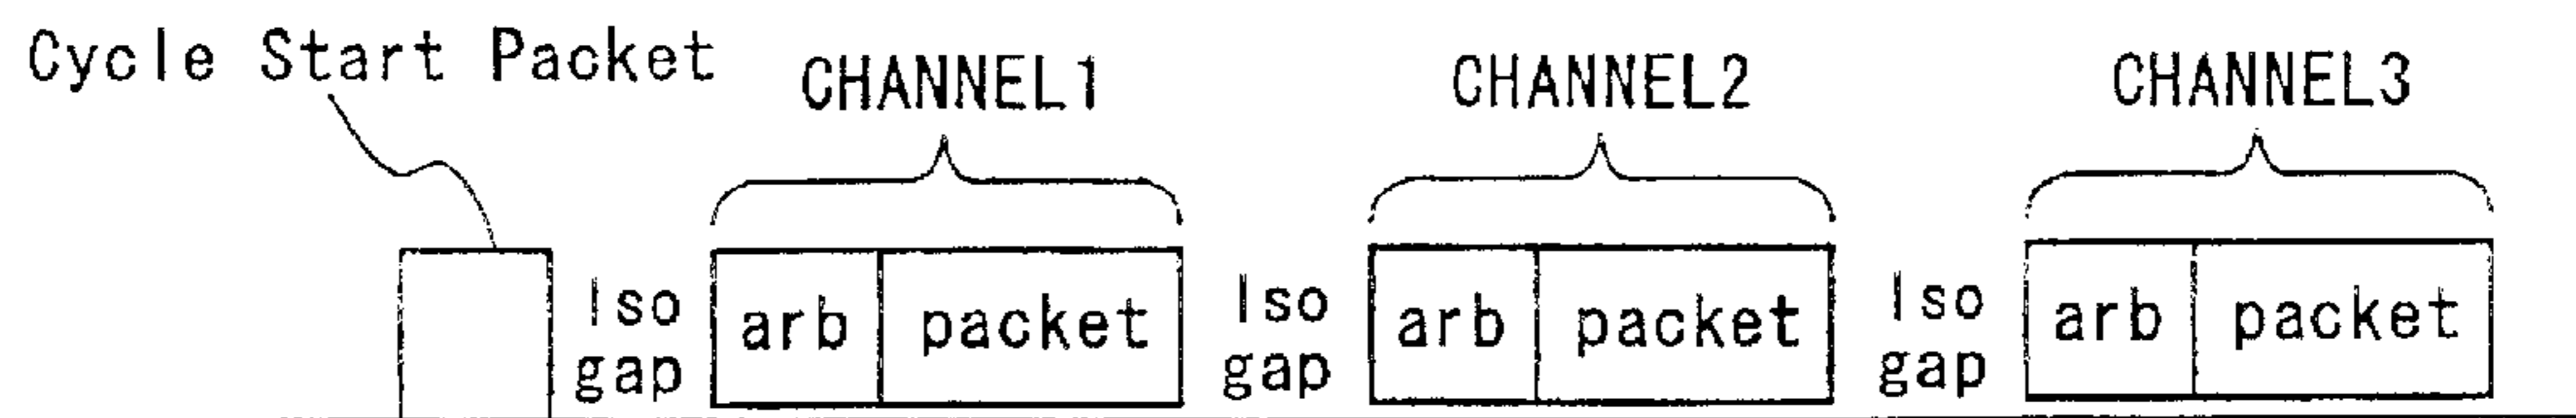 Cycle Start Packet
CHANNEL1
CHANNEL2
CHANNEL3
Iso
gap
arb
packet
Iso
gap
arb
packet
Iso
gap
arb
packet